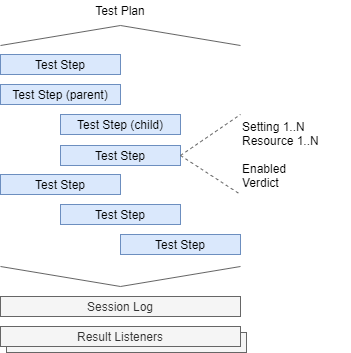 Test Plan
Test Step
Test Step (parent)
Test Step (child)
Test Step
Setting 1..N
Resource 1..N
Enabled
Verdict
Test Step
Test Step
Test Step
Session Log
Result Listeners